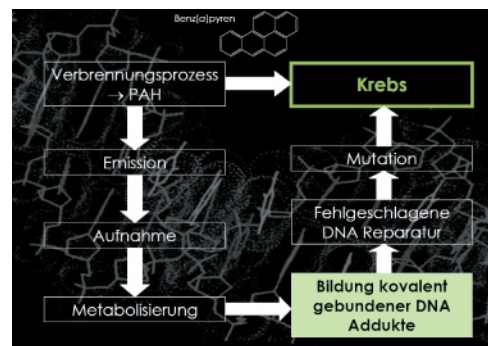 Benz[a]pyren
Verbrennungsprozess
→ PAH
Krebs
Emission
Mutation
Aufnahme
Fehlgeschlagene
DNA Reparatur
Metabolisierung
Bildung kovalent
gebundener DNA
Addukte